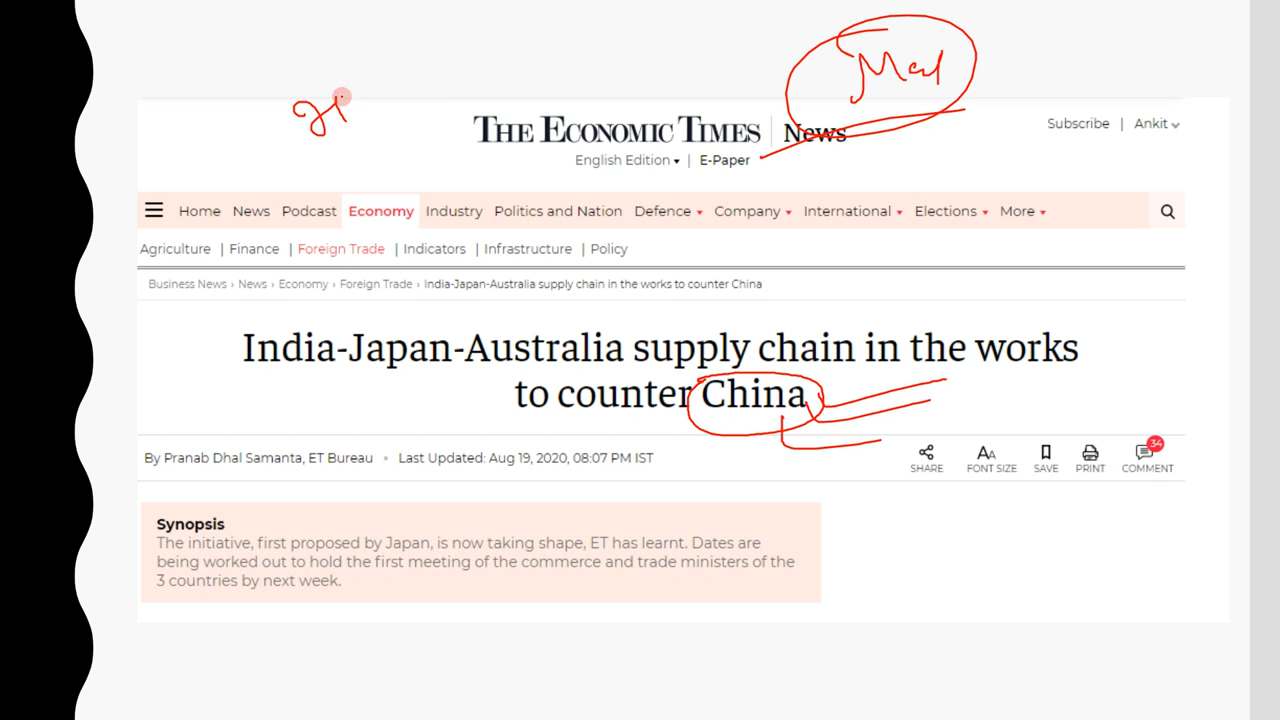 THE ECONOMIC TIMES | News
Subscribe | Ankit
English Edition | E-Paper
Home News Podcast Economy Industry Politics and Nation Defence Company International Elections More
Agriculture | Finance | Foreign Trade | Indicators | Infrastructure | Policy
Business News › News › Economy › Foreign Trade › India-Japan-Australia supply chain in the works to counter China
India-Japan-Australia supply chain in the works
to counter China
By Pranab Dhal Samanta, ET Bureau • Last Updated: Aug 19, 2020, 08:07 PM IST
34
SHARE FONT SIZE SAVE PRINT COMMENT
Synopsis
The initiative, first proposed by Japan, is now taking shape, ET has learnt. Dates are
being worked out to hold the first meeting of the commerce and trade ministers of the
3 countries by next week.